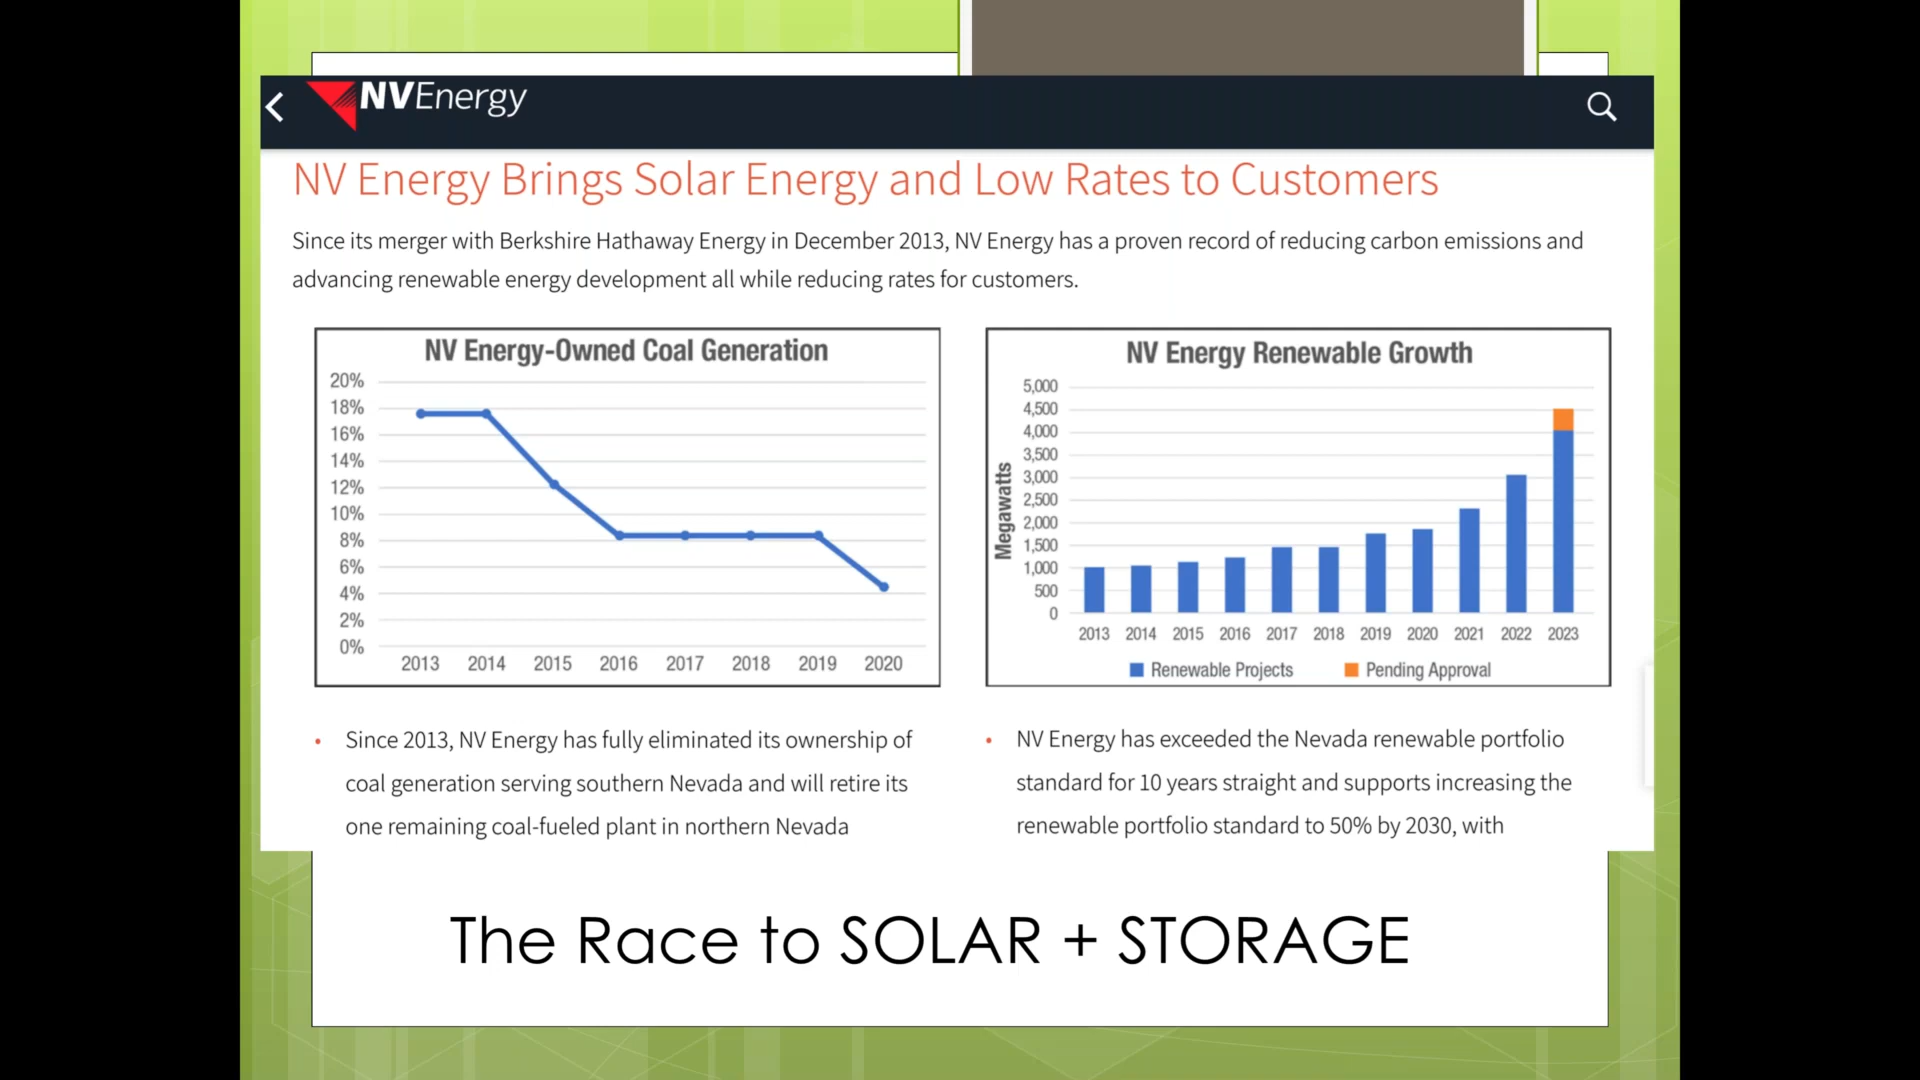 NVEnergy
NV Energy Brings Solar Energy and Low Rates to Customers
Since its merger with Berkshire Hathaway Energy in December 2013, NV Energy has a proven record of reducing carbon emissions and
advancing renewable energy development all while reducing rates for customers.
NV Energy-Owned Coal Generation
20%
18%
16%
14%
12%
10%
8%
6%
4%
2%
0%
2013 2014 2015 2016 2017 2018 2019 2020
NV Energy Renewable Growth
Megawatts
5,000
4,500
4,000
3,500
3,000
2,500
2,000
1,500
1,000
500
0
2013 2014 2015 2016 2017 2018 2019 2020 2021 2022 2023
Renewable Projects Pending Approval
• Since 2013, NV Energy has fully eliminated its ownership of
coal generation serving southern Nevada and will retire its
one remaining coal-fueled plant in northern Nevada
• NV Energy has exceeded the Nevada renewable portfolio
standard for 10 years straight and supports increasing the
renewable portfolio standard to 50% by 2030, with
The Race to SOLAR + STORAGE